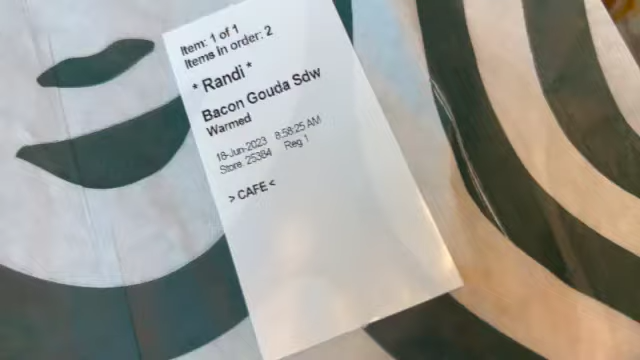 Item: 1 of 1
Items in order: 2
* Randi *
Bacon Gouda Sdw
Warmed
18-Jun-2023 8:58:25 AM
Store. 25384 Reg 1
> CAFE <